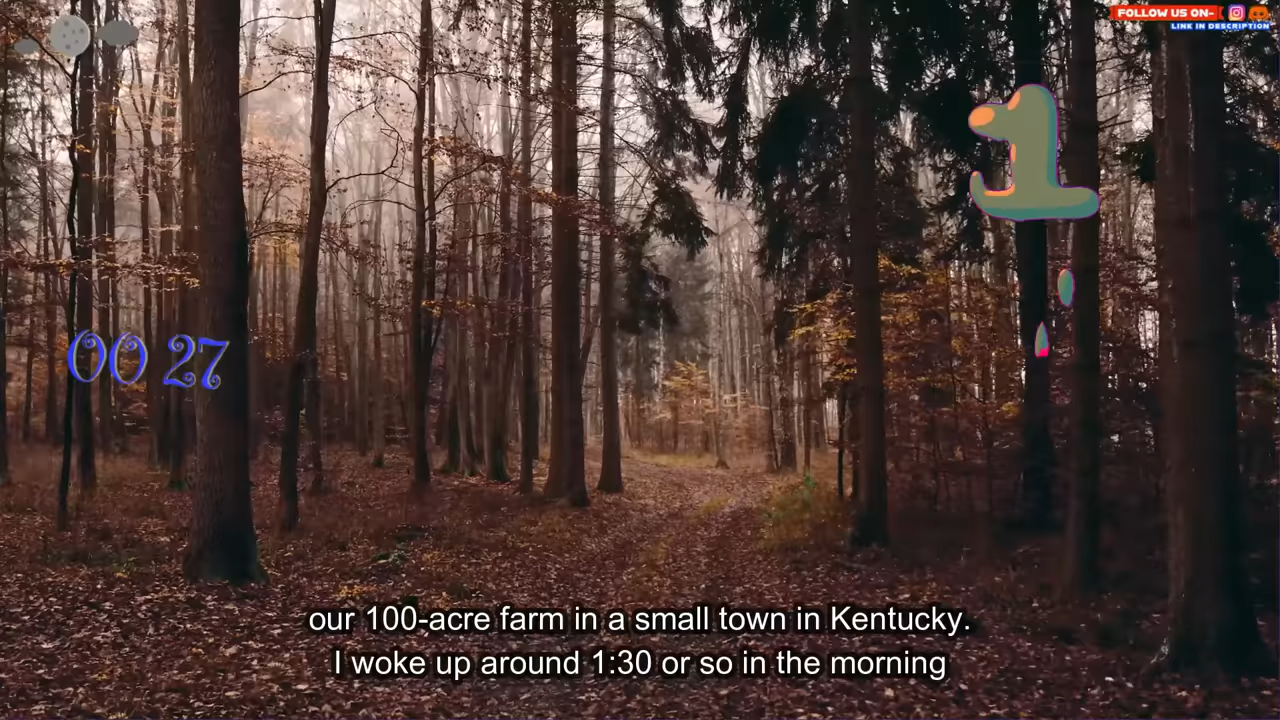 FOLLOW US ON-
LINK IN DESCRIPTION
1
00 27
our 100-acre farm in a small town in Kentucky.
I woke up around 1:30 or so in the morning